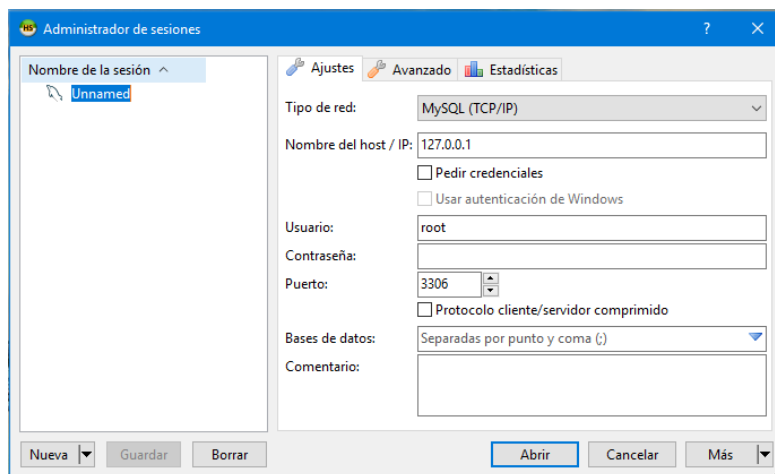 HS Administrador de sesiones ?
Nombre de la sesión
Unnamed
Ajustes Avanzado Estadísticas
Tipo de red: MySQL (TCP/IP)
Nombre del host / IP: 127.0.0.1
Pedir credenciales
Usar autenticación de Windows
Usuario: root
Contraseña:
Puerto: 3306
Protocolo cliente/servidor comprimido
Bases de datos: Separadas por punto y coma (;)
Comentario:
Nueva Guardar Borrar Abrir Cancelar Más